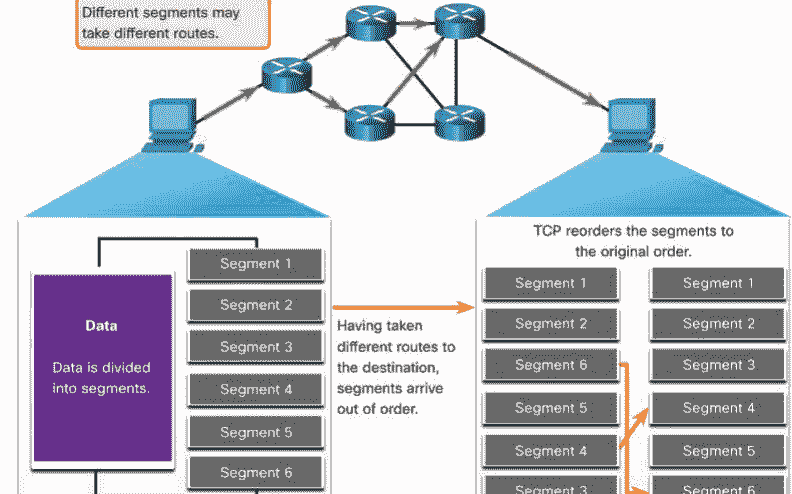 Different segments may
take different routes.
TCP reorders the segments to
the original order.
Segment 1
Segment 2
Segment 3
Segment 4
Segment 5
Segment 6
Data
Data is divided
into segments.
Having taken
different routes to
the destination,
segments arrive
out of order.
Segment 1
Segment 2
Segment 6
Segment 5
Segment 4
Segment 3
Segment 1
Segment 2
Segment 3
Segment 4
Segment 5
Segment 6